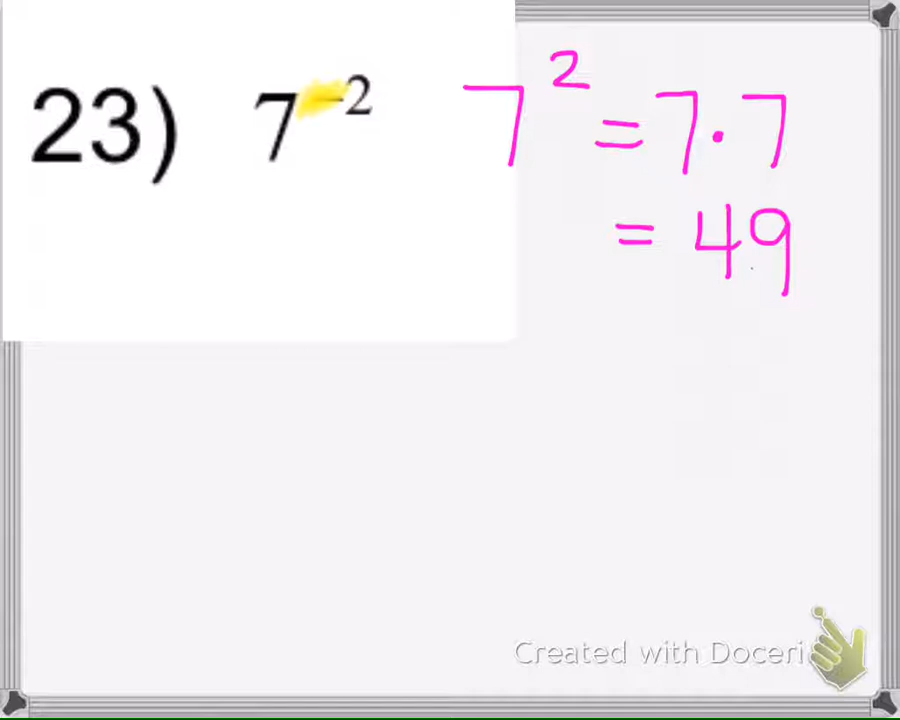 23) 7⁻² 7² = 7·7
= 49
Created with Doceri